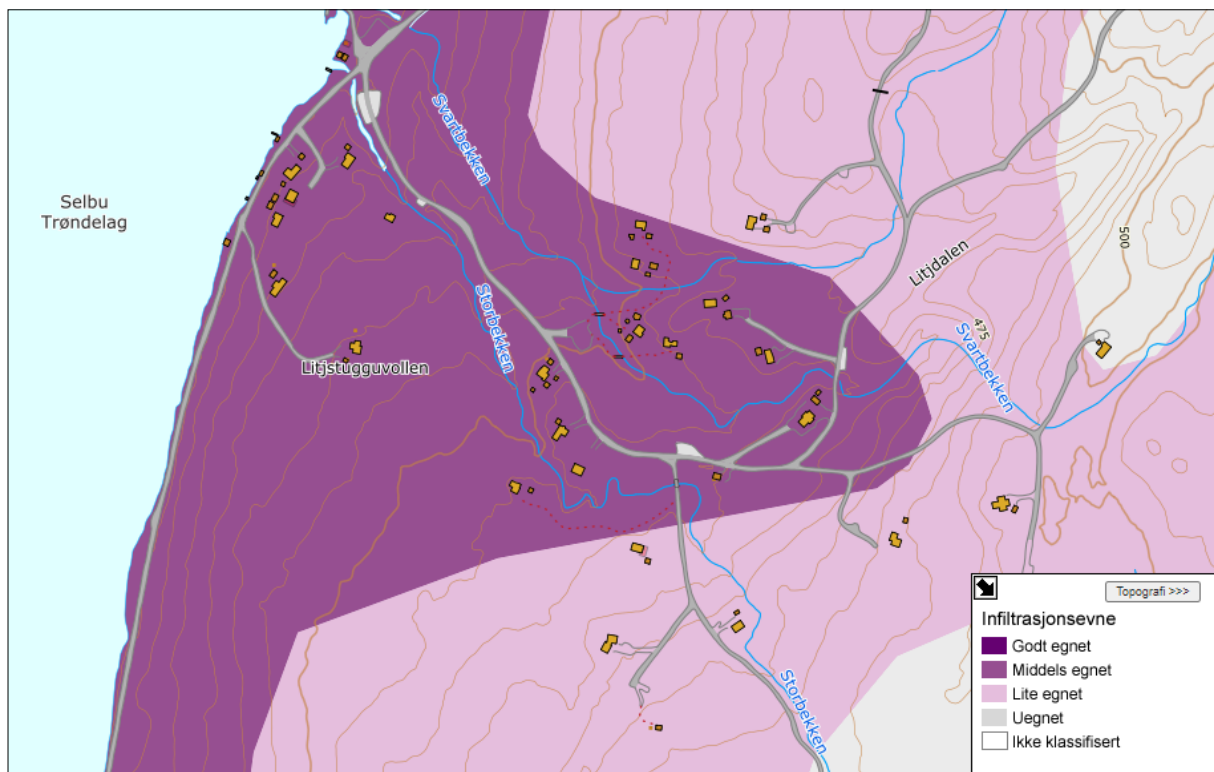 Svartbekken
Selbu
Trøndelag
500
Litjdalen
Storbekken
475
Svartbekken
Litjstugguvollen
Storbekken
Topografi >>>
Infiltrasjonsevne
Godt egnet
Middels egnet
Lite egnet
Uegnet
Ikke klassifisert